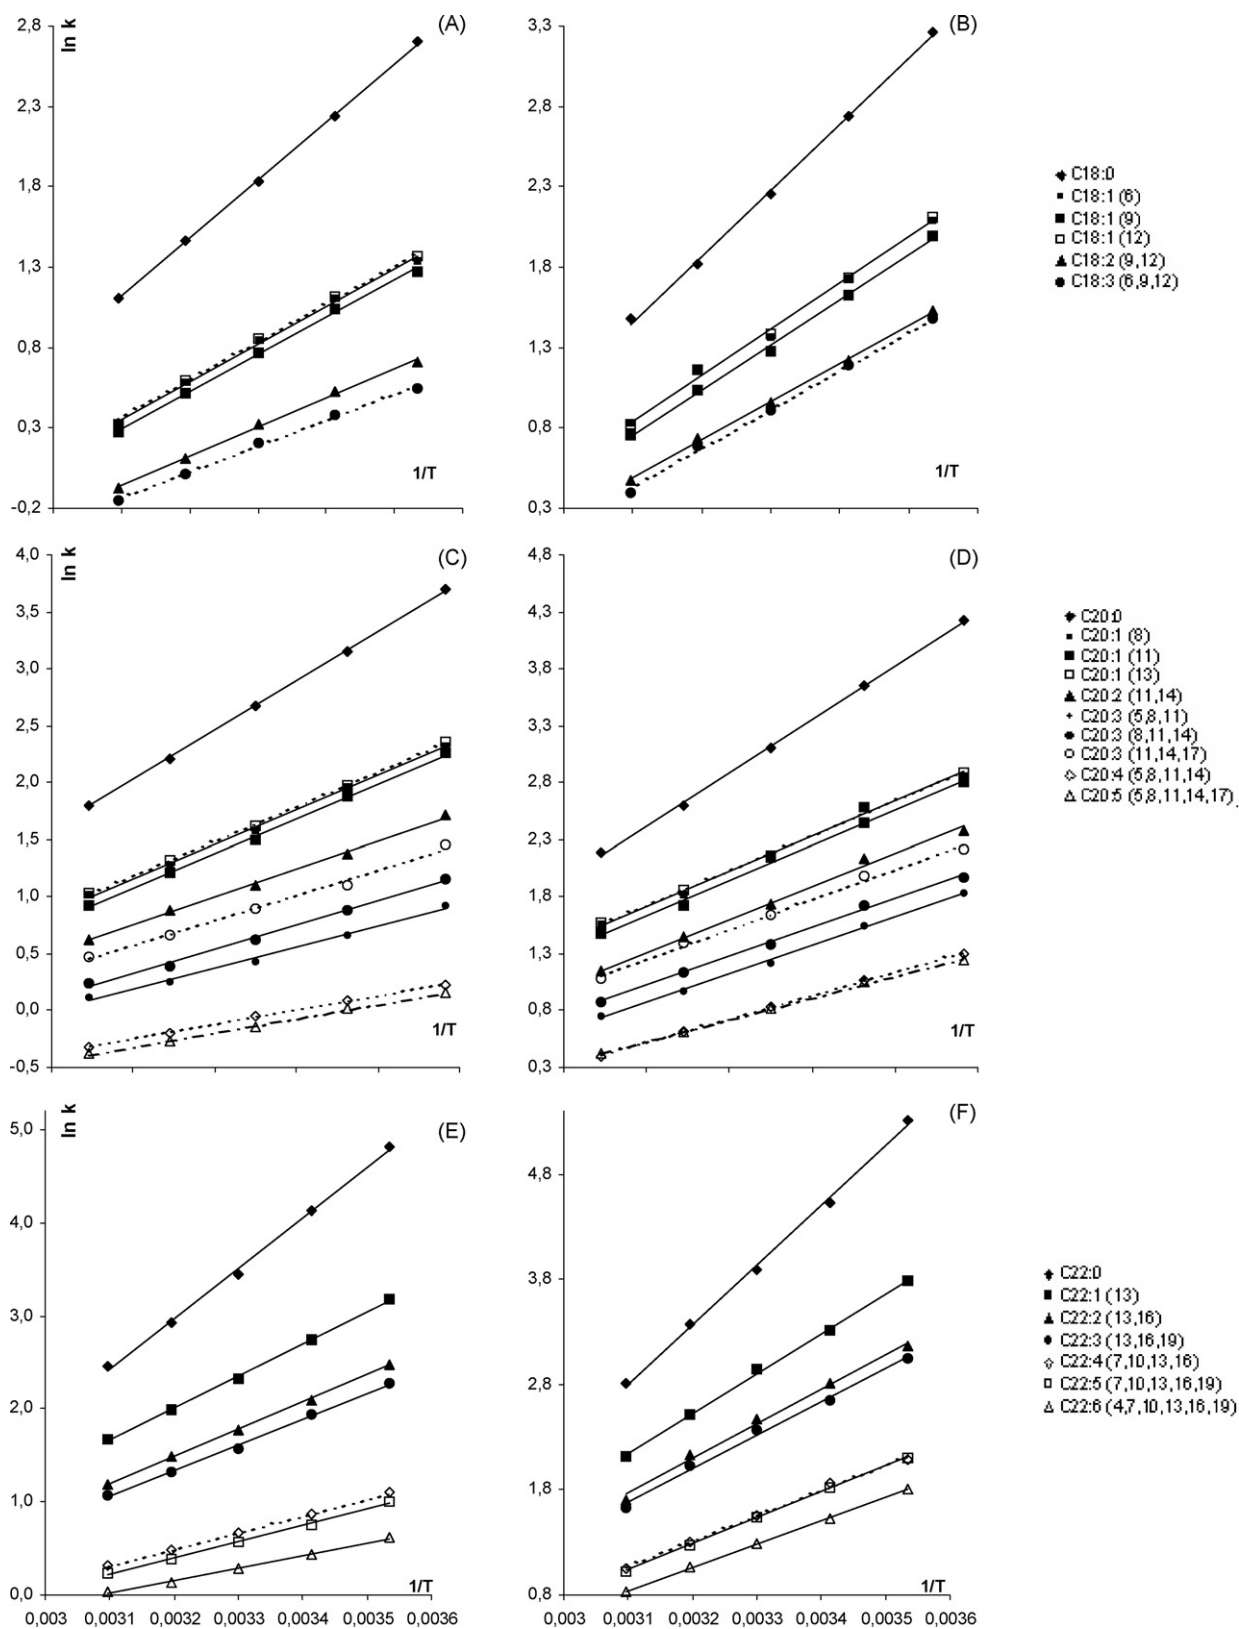 2,8
2,3
1,8
1,3
0,8
0,3
-0,2
ln k
(A)
1/T
3,3
3,8
3,3
2,3
1,8
1,3
0,8
0,3
(B)
1/T
C18:0
C18:1 (6)
C18:1 (9)
C18:1 (12)
C18:2 (9,12)
C18:3 (6,9,12)
4,0
3,5
3,0
2,5
2,0
1,5
1,0
0,5
0,0
-0,5
ln k
(C)
1/T
4,8
4,3
3,8
3,3
2,8
2,3
1,8
1,3
0,8
0,3
(D)
1/T
C20:0
C20:1 (8)
C20:1 (11)
C20:1 (13)
C20:2 (11,14)
C20:3 (5,8,11)
C20:3 (8,11,14)
C20:3 (11,14,17)
C20:4 (5,8,11,14)
C20:5 (5,8,11,14,17)
5,0
4,0
3,0
2,0
1,0
0,0
ln k
(E)
1/T
0,003 0,0031 0,0032 0,0033 0,0034 0,0035 0,0036
4,8
3,8
2,8
1,8
0,8
(F)
1/T
0,003 0,0031 0,0032 0,0033 0,0034 0,0035 0,0036
C22:0
C22:1 (13)
C22:2 (13,16)
C22:3 (13,16,19)
C22:4 (7,10,13,16)
C22:5 (7,10,13,16,19)
C22:6 (4,7,10,13,16,19)